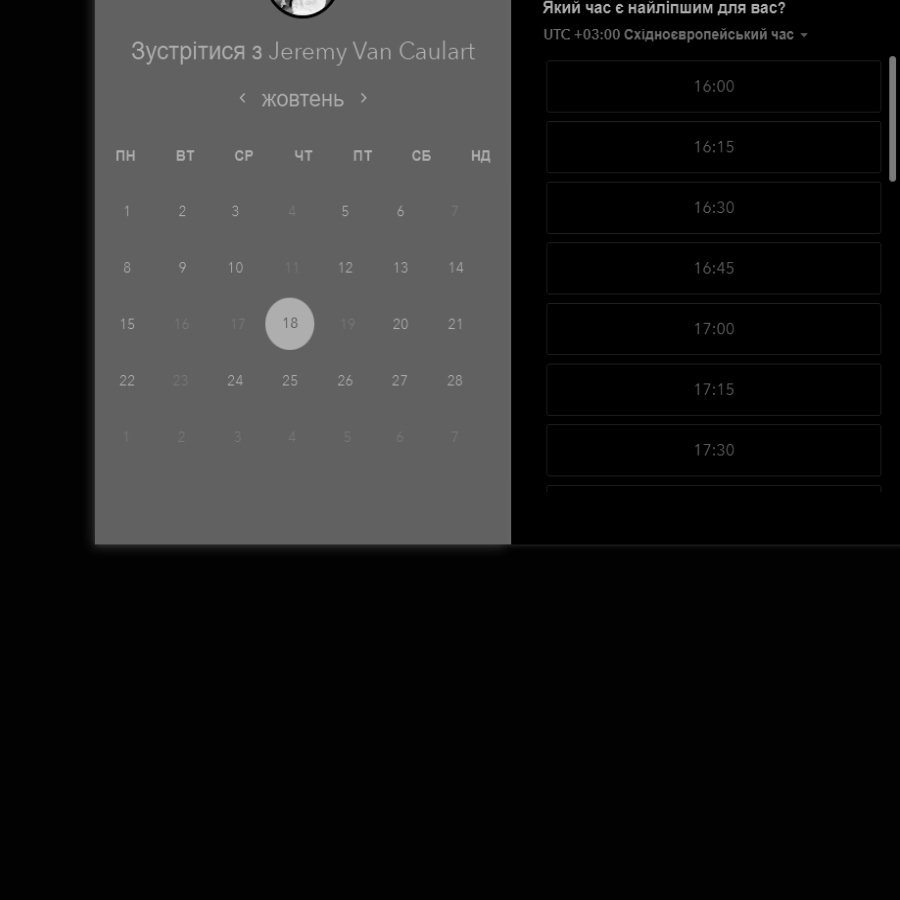 Зустрітися з Jeremy Van Caulart
жовтень
ПН ВТ СР ЧТ ПТ СБ НД
1 2 3 4 5 6 7
8 9 10 11 12 13 14
15 16 17 18 19 20 21
22 23 24 25 26 27 28
1 2 3 4 5 6 7
Який час є найліпшим для вас?
UTC +03:00 Східноєвропейський час
16:00
16:15
16:30
16:45
17:00
17:15
17:30